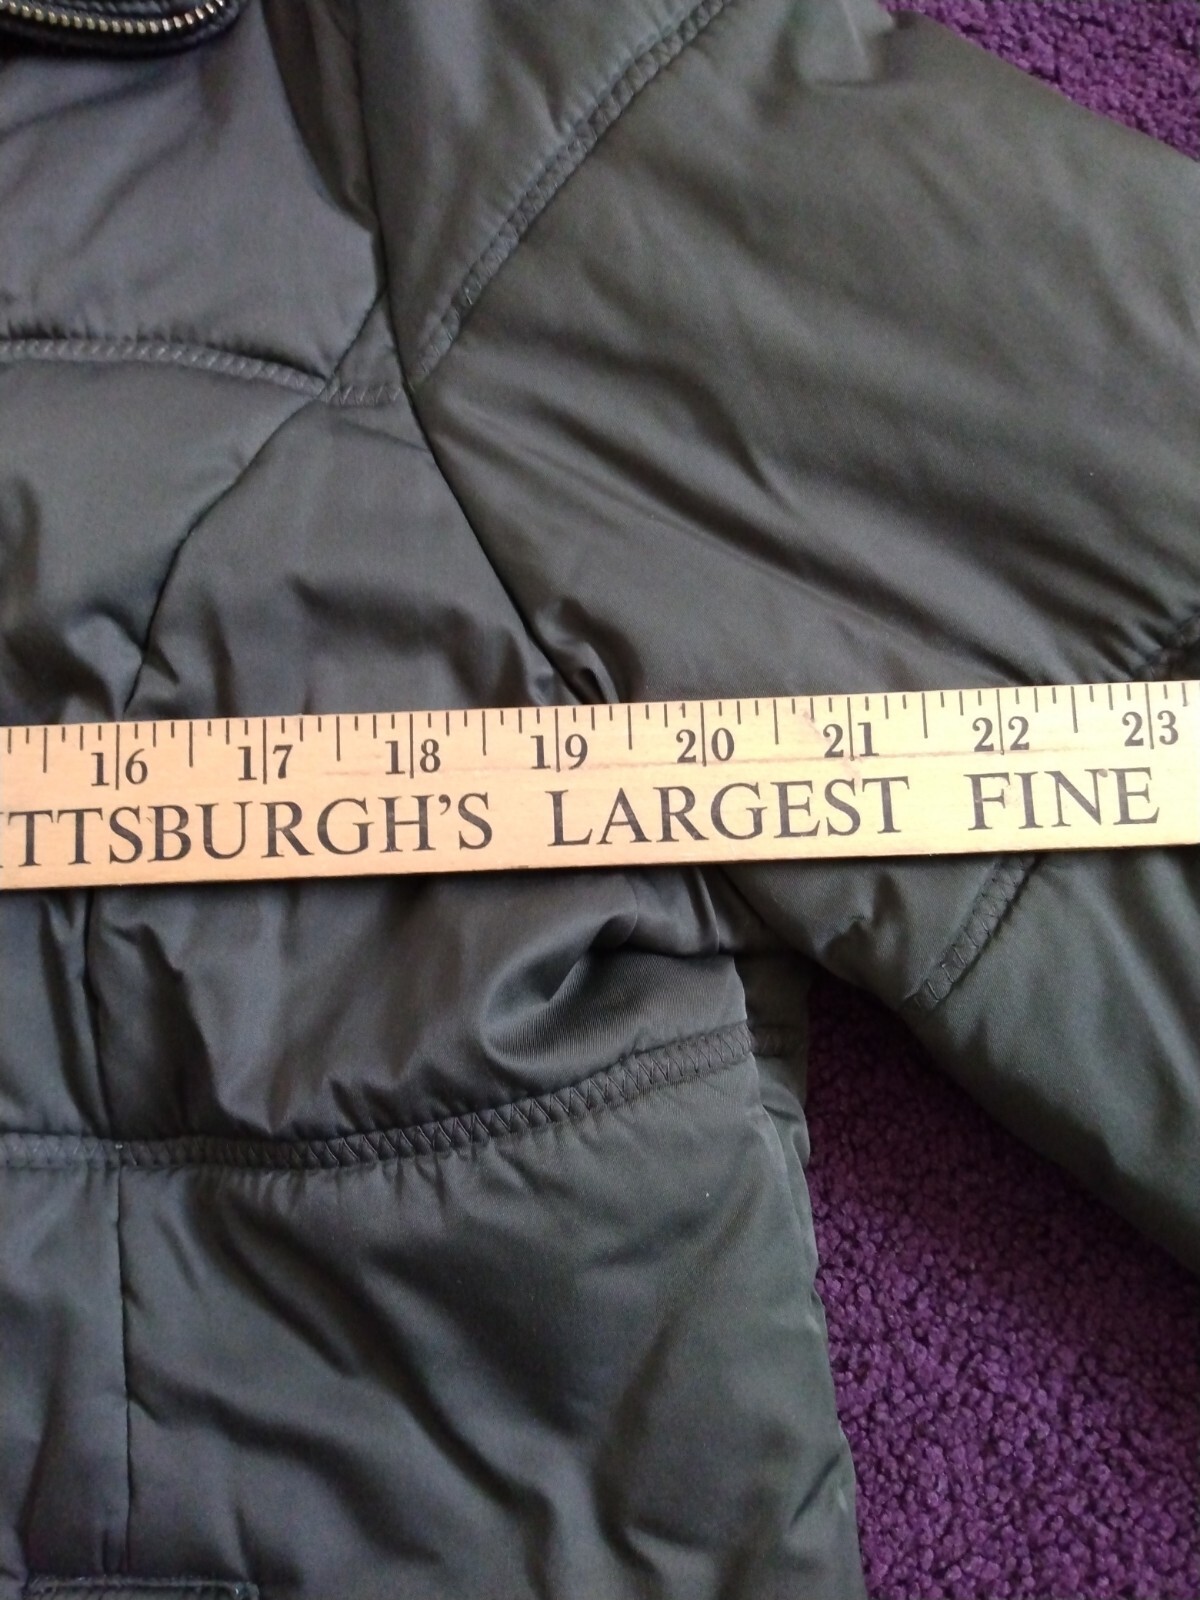 16 17 18 19 20 21 22 23
TTSBURGH'S LARGEST FINE